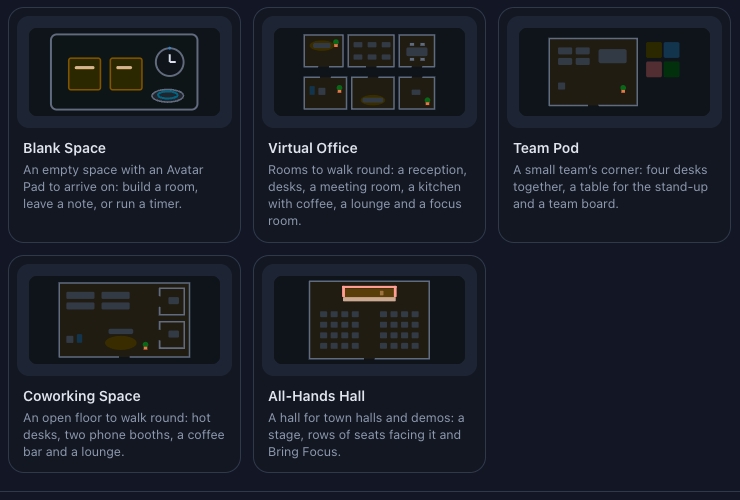 Blank Space
An empty space with an Avatar
Pad to arrive on: build a room,
leave a note, or run a timer.
Virtual Office
Rooms to walk round: a reception,
desks, a meeting room, a kitchen
with coffee, a lounge and a focus
room.
Team Pod
A small team's corner: four desks
together, a table for the stand-up
and a team board.
Coworking Space
An open floor to walk round: hot
desks, two phone booths, a coffee
bar and a lounge.
All-Hands Hall
A hall for town halls and demos: a
stage, rows of seats facing it and
Bring Focus.